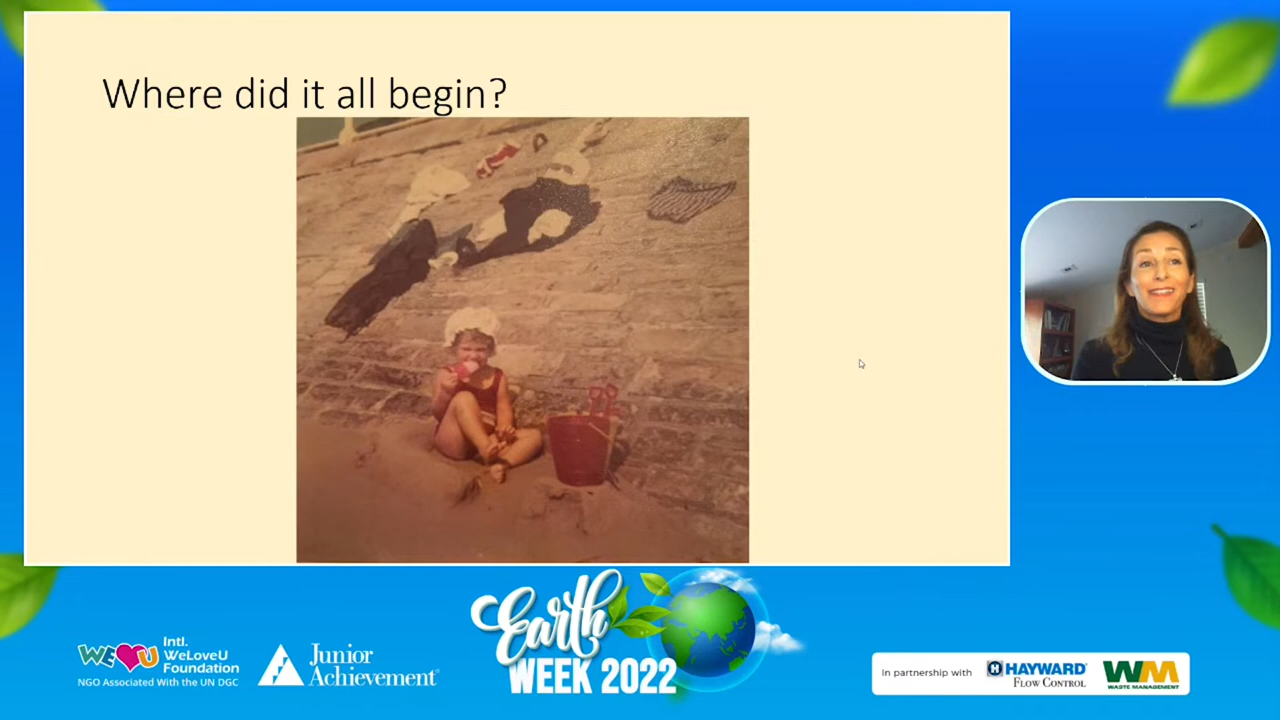 Where did it all begin?
Earth
WEEK 2022
WE U
Intl.
WeLoveU
Foundation
NGO Associated With the UN DGC
Junior
Achievement®
In partnership with
H HAYWARD®
FLOW CONTROL
WM
WASTE MANAGEMENT